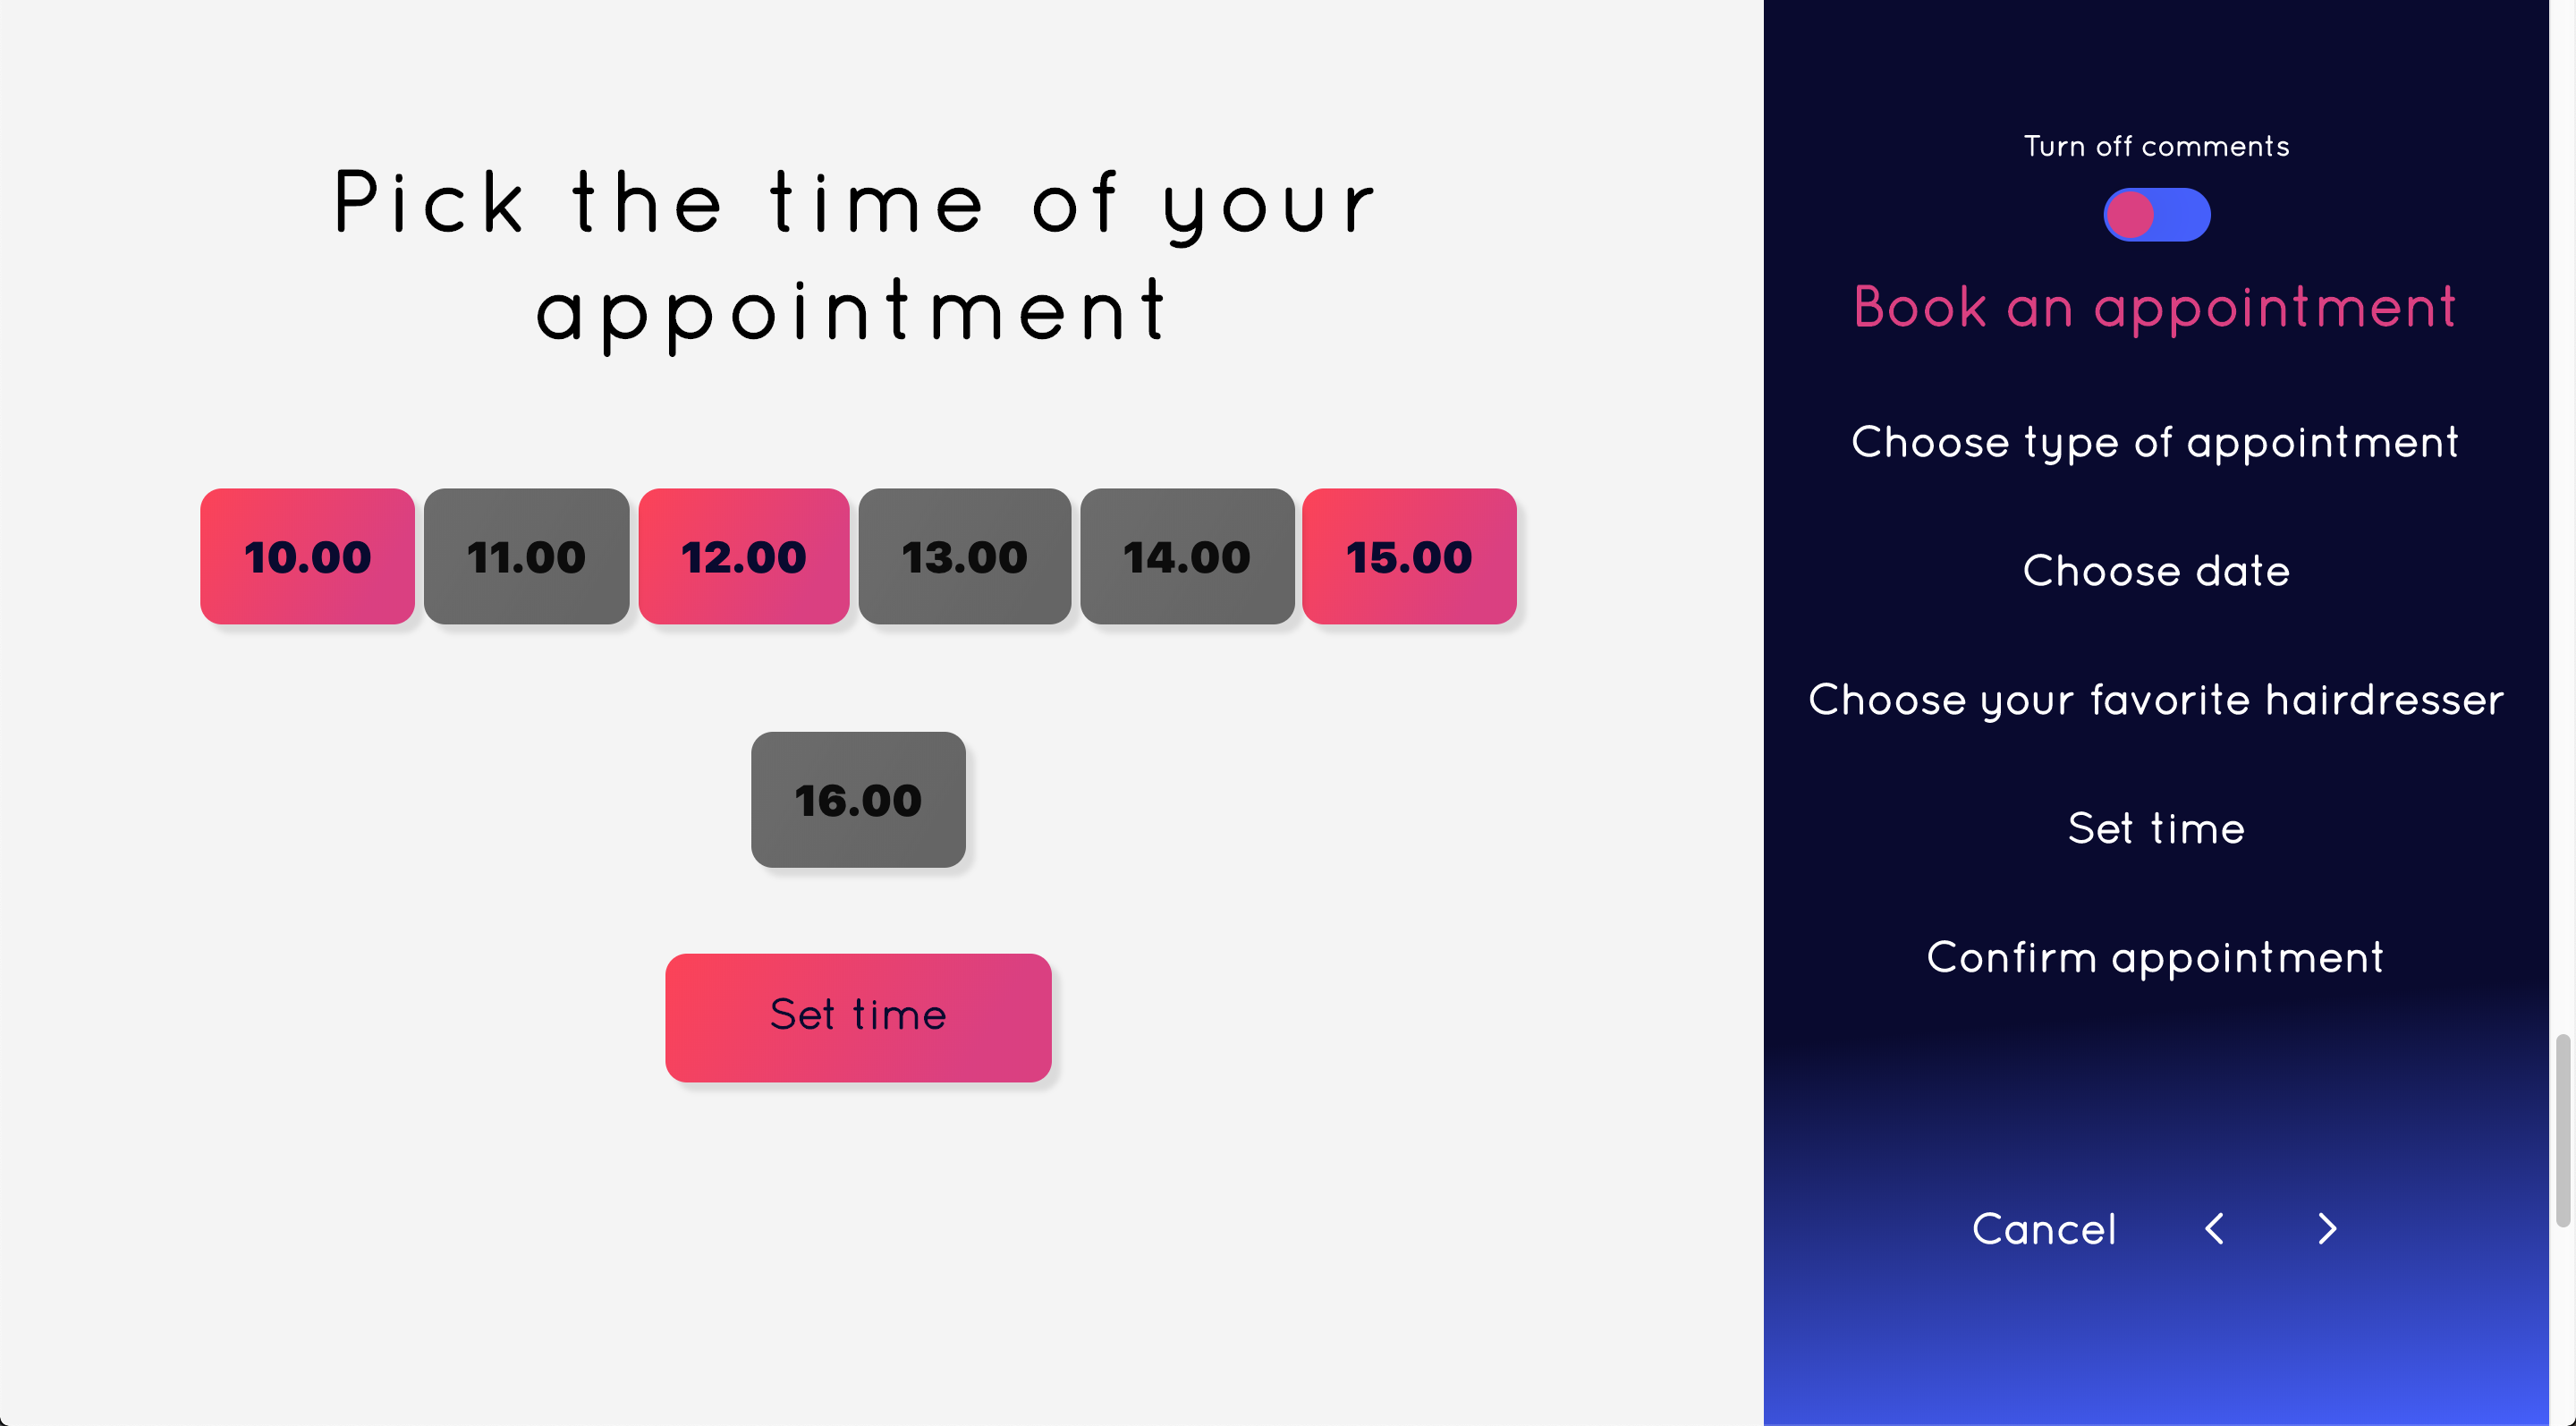 Pick the time of your
appointment
10.00
11.00
12.00
13.00
14.00
15.00
16.00
Set time
Turn off comments
Book an appointment
Choose type of appointment
Choose date
Choose your favorite hairdresser
Set time
Confirm appointment
Cancel < >